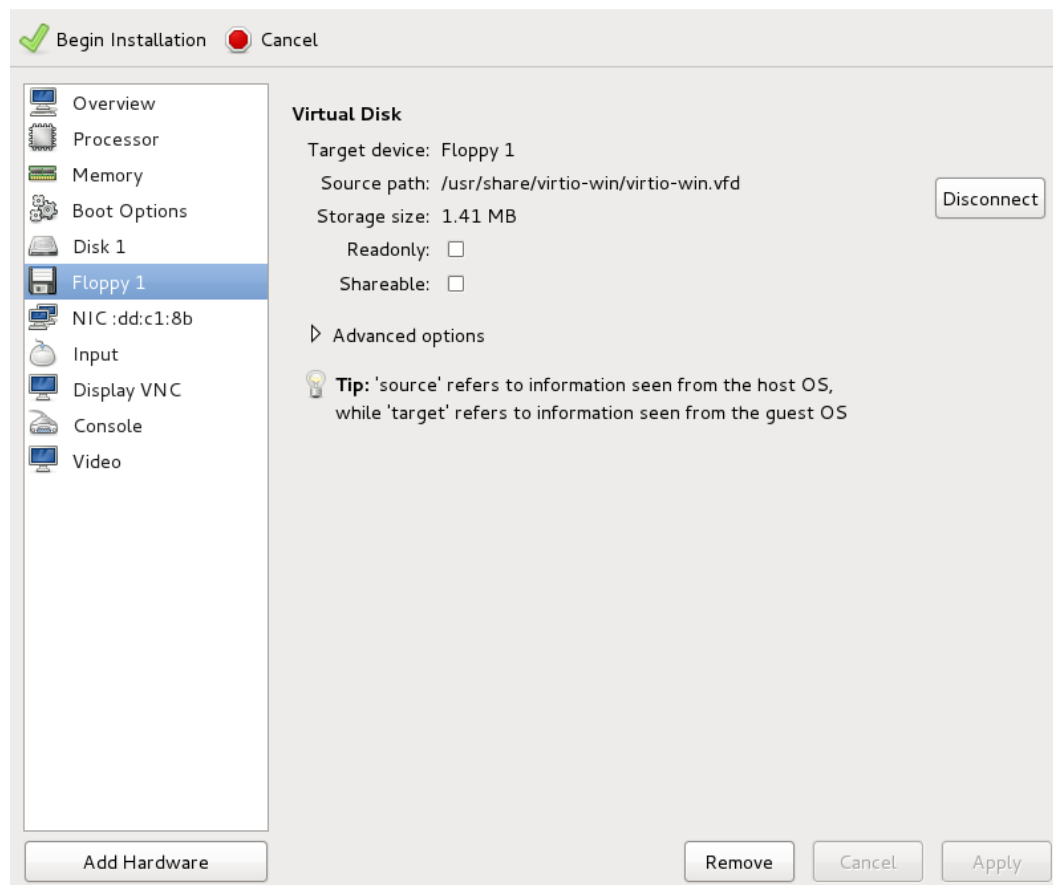 Begin Installation Cancel
Overview
Processor
Memory
Boot Options
Disk 1
Floppy 1
NIC :dd:c1:8b
Input
Display VNC
Console
Video
Add Hardware
Virtual Disk
Target device: Floppy 1
Source path: /usr/share/virtio-win/virtio-win.vfd
Disconnect
Storage size: 1.41 MB
Readonly:
Shareable:
Advanced options
Tip: 'source' refers to information seen from the host OS,
while 'target' refers to information seen from the guest OS
Remove Cancel Apply